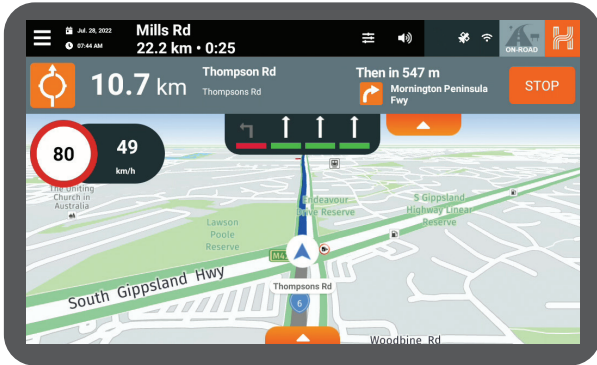 Jul. 28, 2022
07:44 AM
Mills Rd
22.2 km • 0:25
ON-ROAD
10.7 km
Thompson Rd
Thompsons Rd
Then in 547 m
Mornington Peninsula
Fwy
STOP
80
49
km/h
The Uniting
Church in
Australia
Lawson
Poole
Reserve
Endeavour
Drive Reserve
S Gippsland
Highway Linear
Reserve
South Gippsland Hwy
Thompsons Rd
6
Woodbine Rd